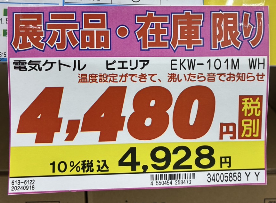 展示品・在庫限り
電気ケトル ピエリア EKW-101M WH
温度設定ができて、沸いたら音でお知らせ
4,480円 税別
10%税込 4,928円
34005858 Y Y